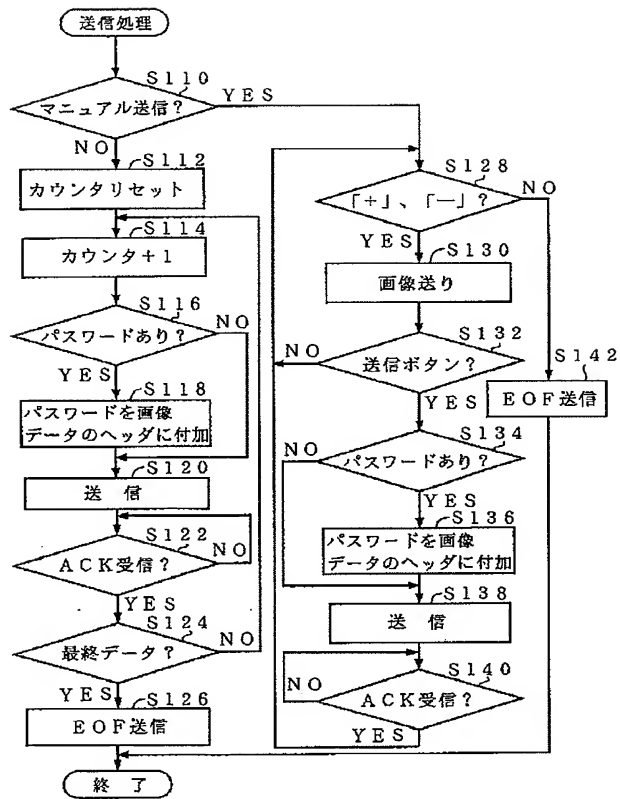 送信処理
S110
マニュアル送信?
YES
NO
S112
カウンタリセット
S114
カウンタ+1
S116
パスワードあり?
NO
YES
S118
パスワードを画像
データのヘッダに付加
S120
送 信
S122
ACK受信?
NO
YES
S124
最終データ?
NO
YES
S126
EOF送信
終 了
S128
「+」、「−」?
NO
YES
S130
画像送り
S132
送信ボタン?
NO
YES
S142
EOF送信
S134
パスワードあり?
NO
YES
S136
パスワードを画像
データのヘッダに付加
S138
送 信
S140
ACK受信?
NO
YES